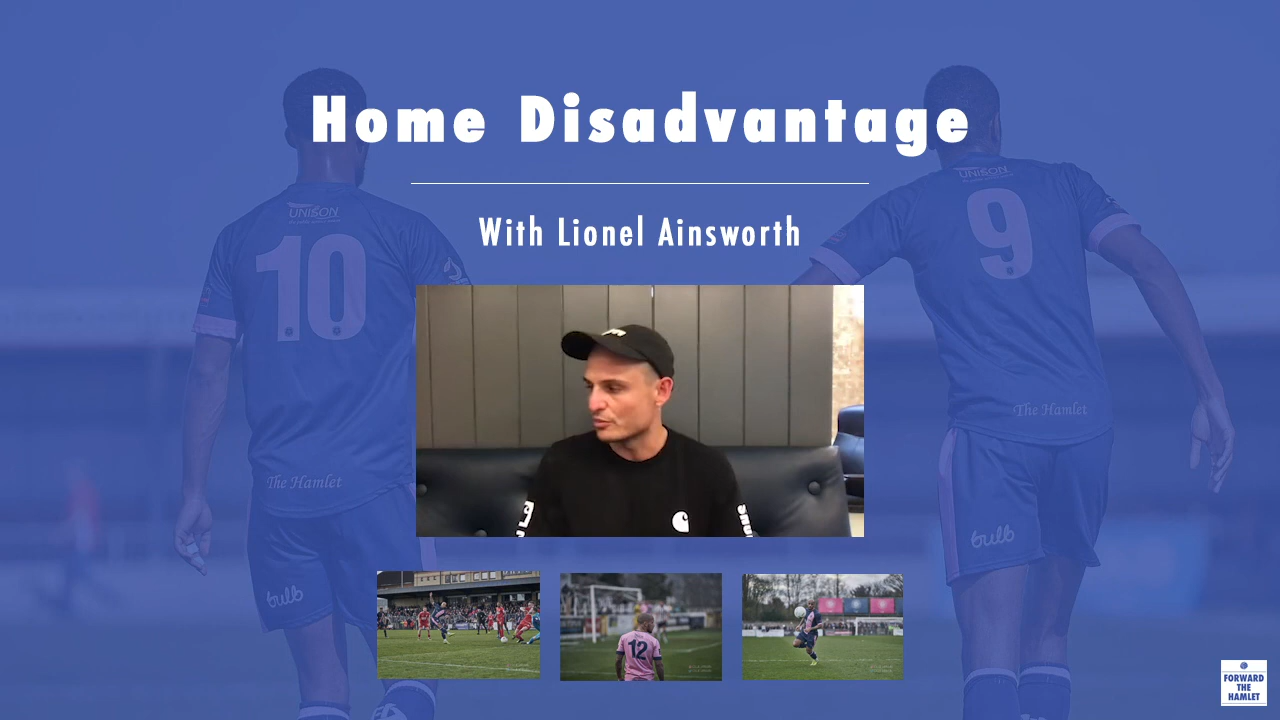 Home Disadvantage
With Lionel Ainsworth
UNISON
10
The Hamlet
bulb
UNISON
9
The Hamlet
bulb
12
FORWARD
THE
HAMLET